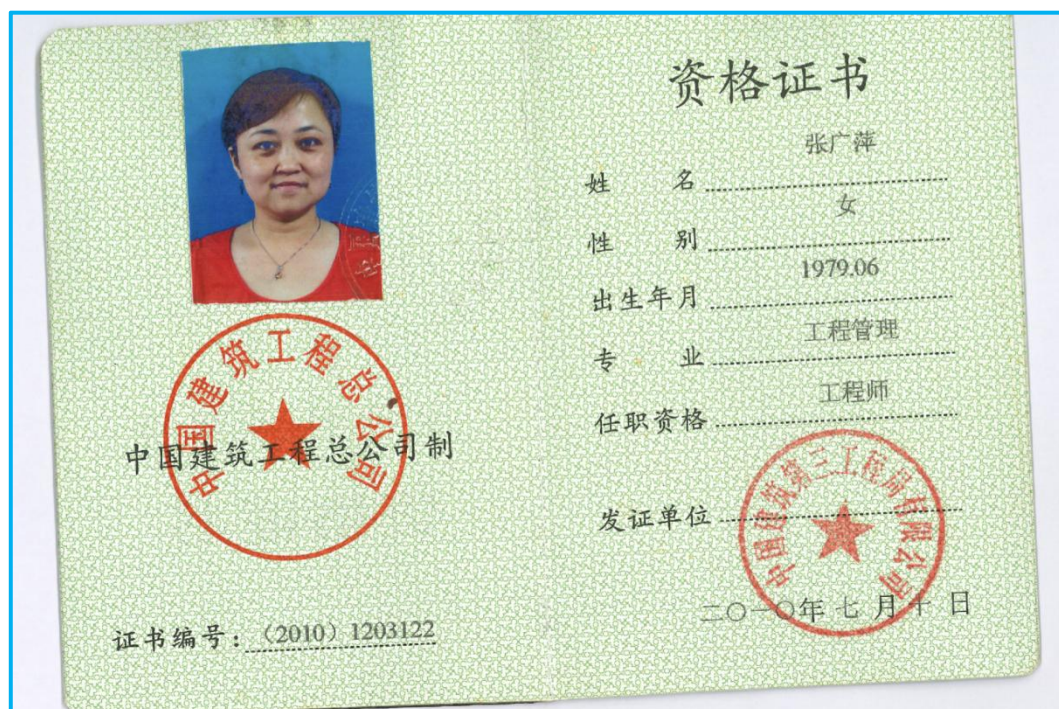 中国建筑工程总公司
中国建筑工程总公司制
证书编号：（2010）1203122
资格证书
姓 名 张广萍
性 别 女
出生年月 1979.06
专 业 工程管理
任职资格 工程师
发证单位
中国建筑第三工程局有限公司
二〇一〇年 七 月 十 日